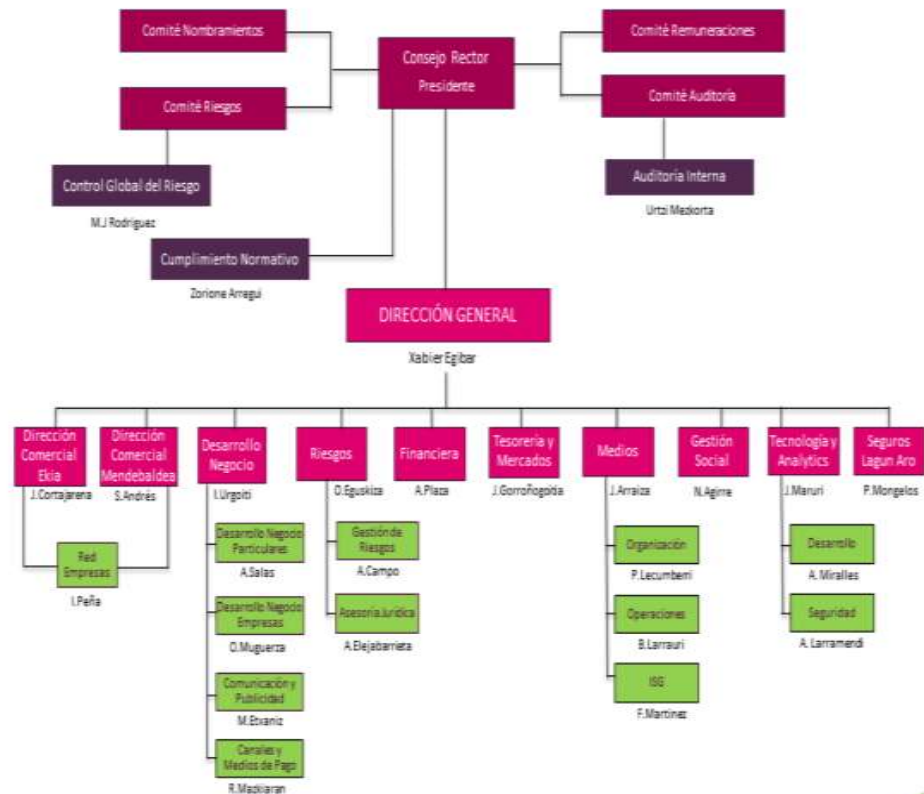 Comité Nombramientos
Consejo Rector
Presidente
Comité Remuneraciones
Comité Riesgos
Comité Auditoría
Control Global del Riesgo
M.J Rodriguez
Auditoria Interna
Urtzi Mezkorta
Cumplimiento Normativo
Zorione Arregui
DIRECCIÓN GENERAL
Xabier Egibar
Dirección
Comercial
Ekia
J.Cortajarena
Dirección
Comercial
Mendebaldea
S.Andrés
Desarrollo
Negocio
I.Urgoiti
Riesgos
O.Eguskiza
Financiera
A.Plaza
Tesorería y
Mercados
J.Gorroñogoitia
Medios
J.Arraiza
Gestión
Social
N.Agirre
Tecnología y
Analytics
J.Maruri
Seguros
Lagun Aro
P.Mongelos
Red
Empresas
I.Peña
Desarrollo Negocio
Particulares
A.Salas
Desarrollo Negocio
Empresas
O.Muguerza
Comunicación y
Publicidad
M.Etxaniz
Canales y
Medios de Pago
R.Mazkiaran
Gestión de
Riesgos
A.Campo
Asesoría Jurídica
A.Elejabarrieta
Organización
P.Lecumberri
Operaciones
B.Larrauri
ISG
F.Martinez
Desarrollo
A. Miralles
Seguridad
A. Larramendi